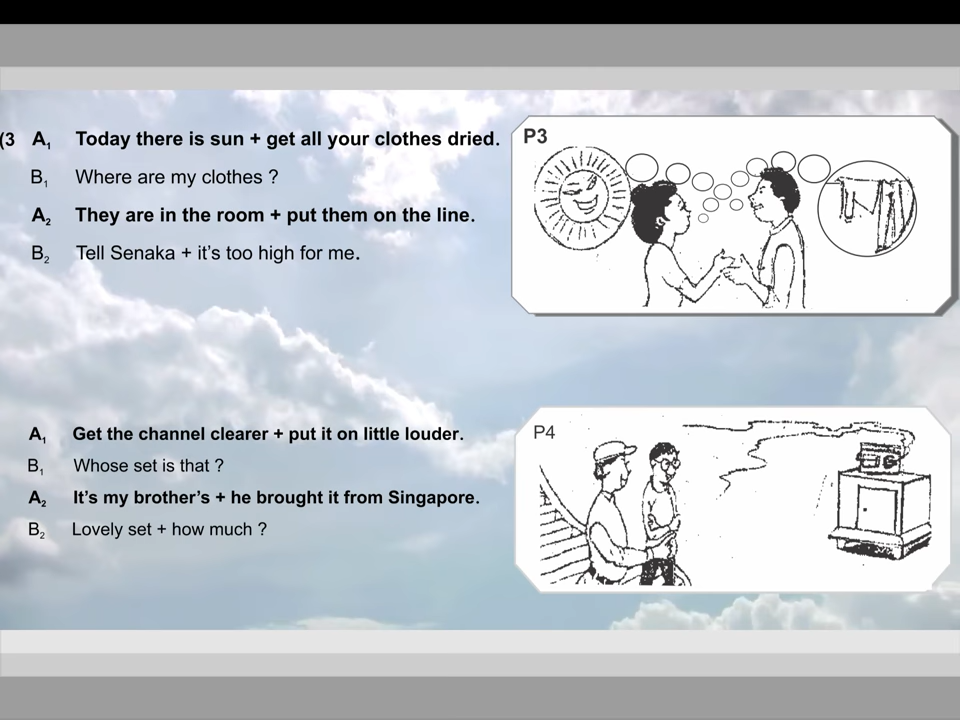 (3 A1 Today there is sun + get all your clothes dried.
B1 Where are my clothes ?
A2 They are in the room + put them on the line.
B2 Tell Senaka + it's too high for me.
P3
A1 Get the channel clearer + put it on little louder.
B1 Whose set is that ?
A2 It's my brother's + he brought it from Singapore.
B2 Lovely set + how much ?
P4